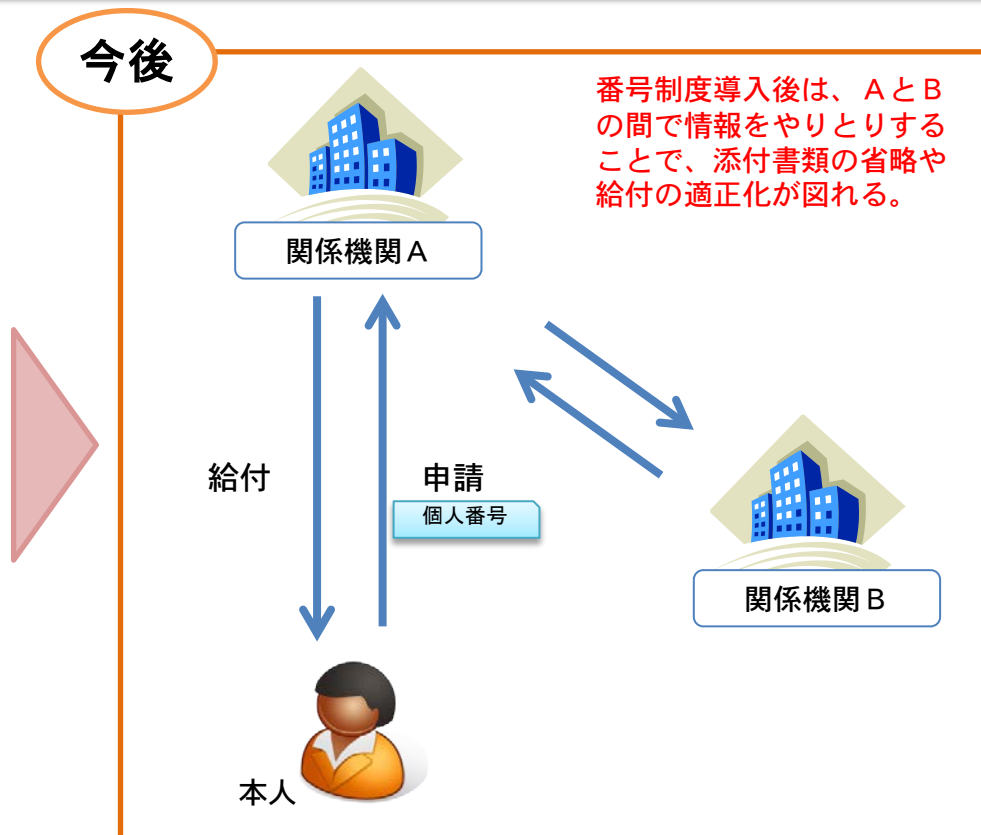 今後
番号制度導入後は、ＡとＢ
の間で情報をやりとりする
ことで、添付書類の省略や
給付の適正化が図れる。
関係機関Ａ
給付
申請
個人番号
関係機関Ｂ
本人